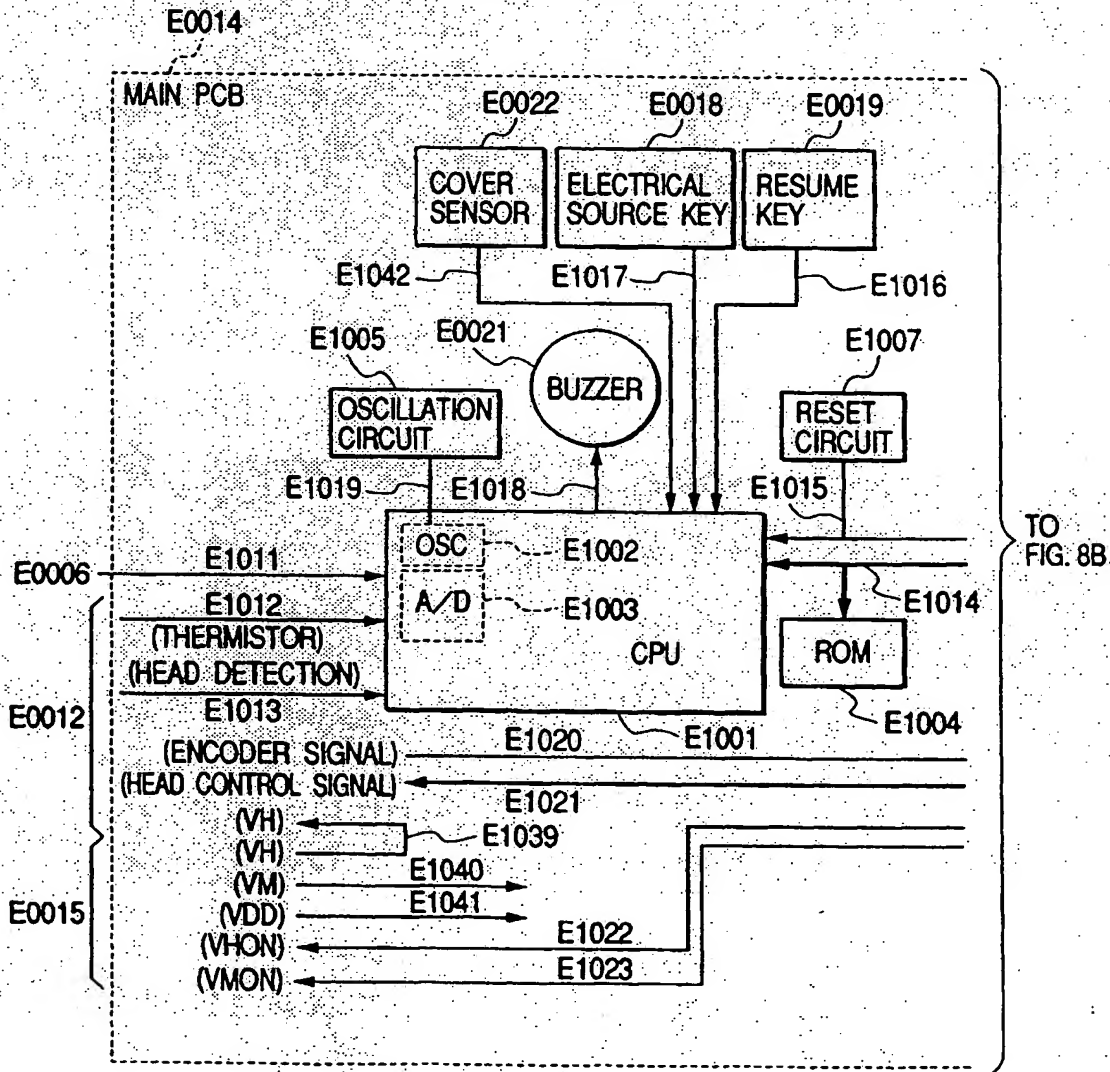 E0014
MAIN PCB
E0022
E0018
E0019
COVER
SENSOR
ELECTRICAL
SOURCE KEY
RESUME
KEY
E1042
E1017
E1016
E0021
E1005
E1007
BUZZER
OSCILLATION
CIRCUIT
RESET
CIRCUIT
E1019
E1018
E1015
TO
FIG. 8B
OSC
E1002
E0006
E1011
A/D
E1003
E1014
E1012
(THERMISTOR)
CPU
ROM
(HEAD DETECTION)
E1013
E0012
E1001
E1004
(ENCODER SIGNAL)
E1020
(HEAD CONTROL SIGNAL)
E1021
(VH)
E1039
(VH)
(VM)
E1040
E0015
(VDD)
E1041
(VHON)
E1022
(VMON)
E1023